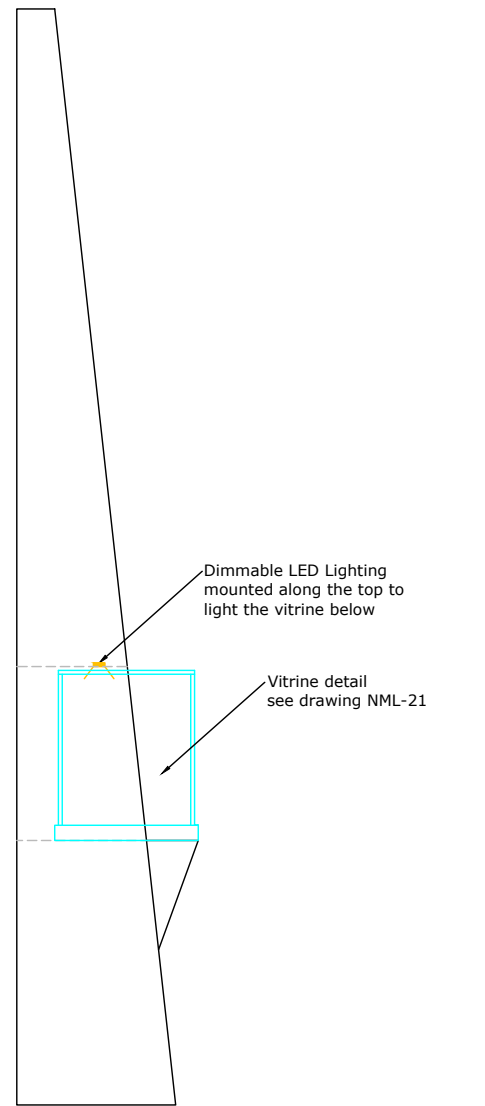 Dimmable LED Lighting
mounted along the top to
light the vitrine below
Vitrine detail
see drawing NML-21